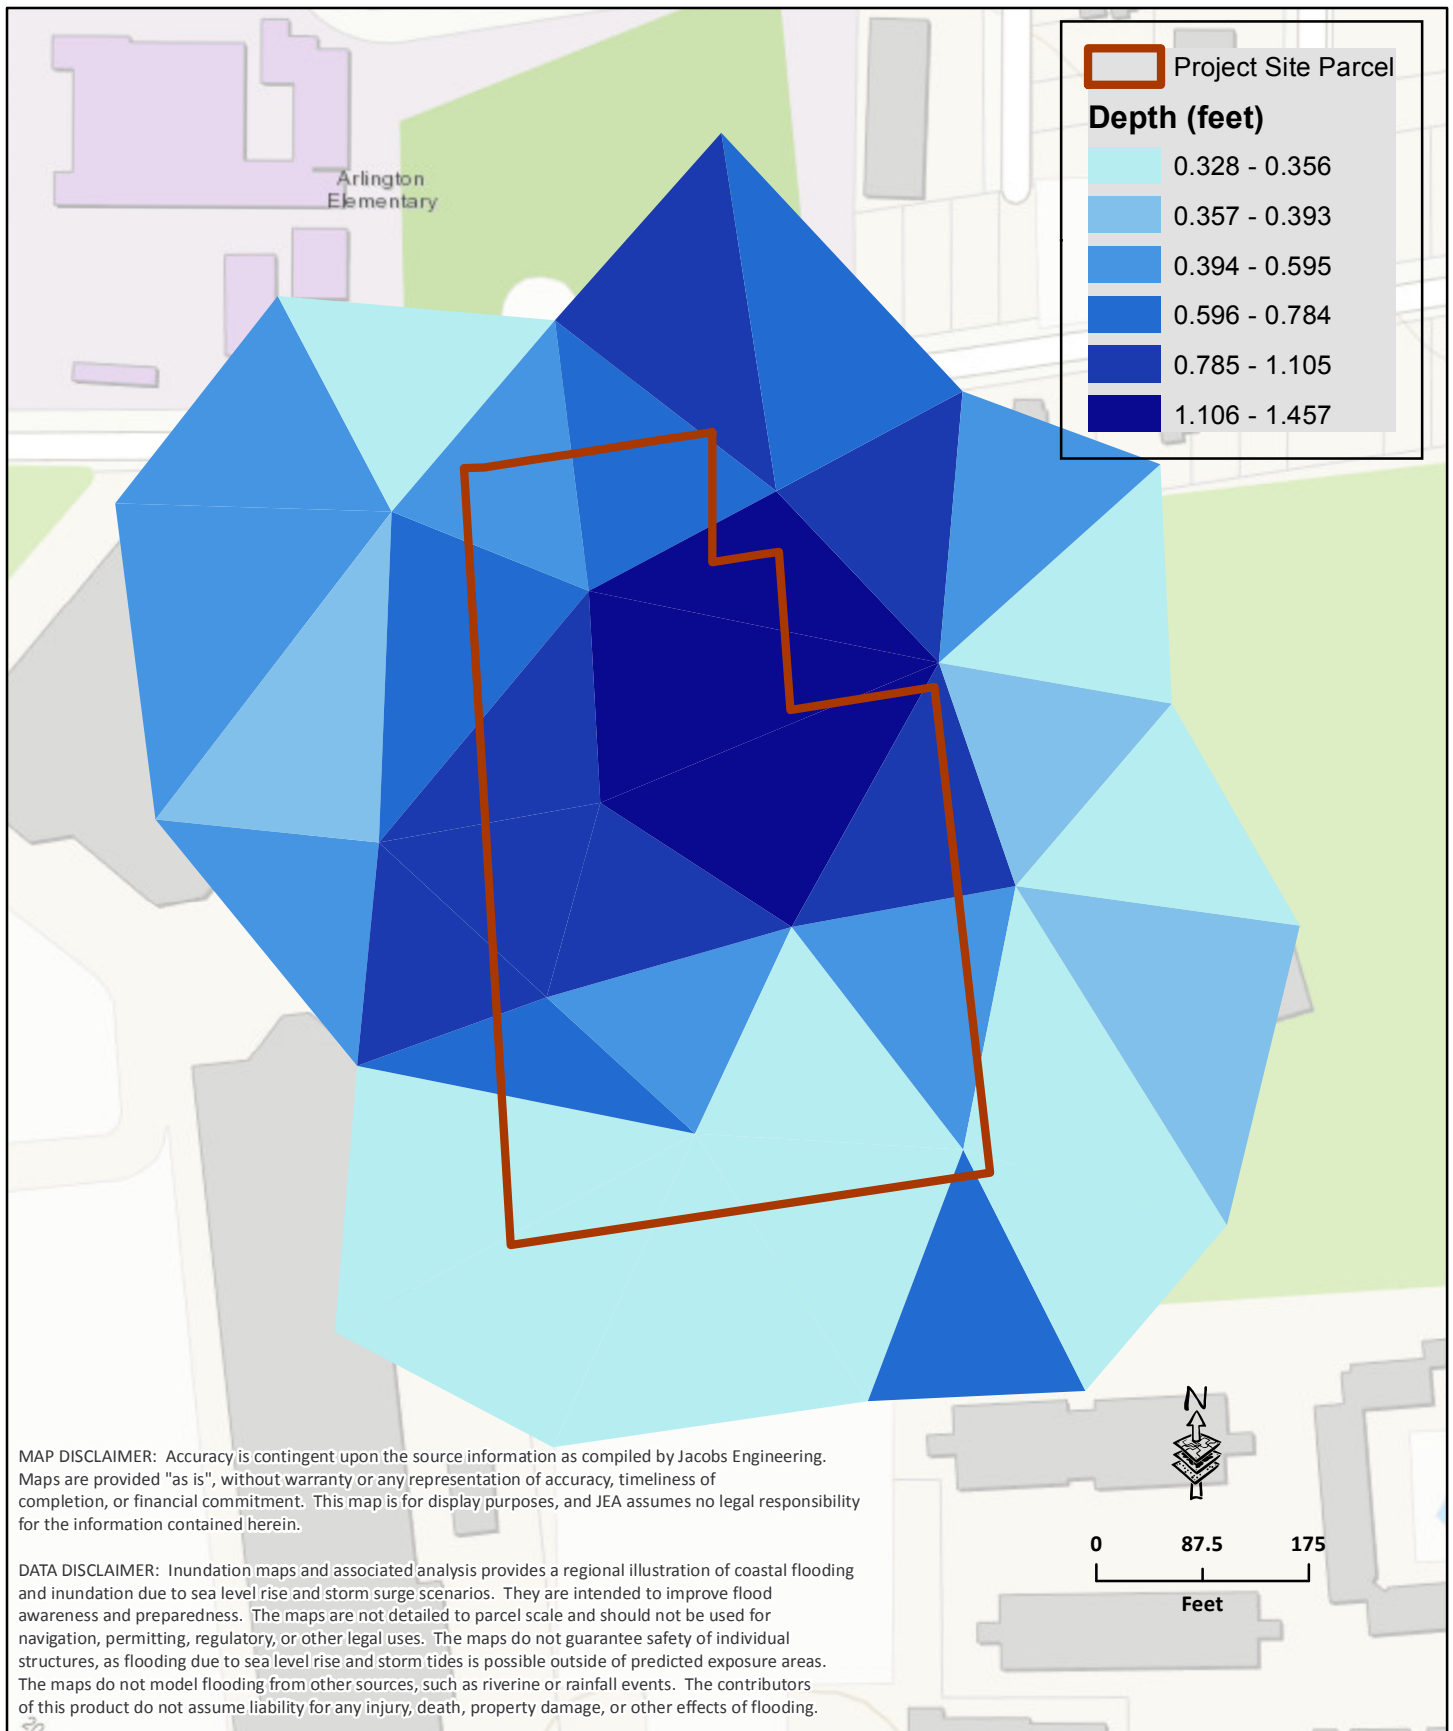 Project Site Parcel
Depth (feet)
0.328 - 0.356
0.357 - 0.393
0.394 - 0.595
0.596 - 0.784
0.785 - 1.105
1.106 - 1.457
Arlington
Elementary
MAP DISCLAIMER: Accuracy is contingent upon the source information as compiled by Jacobs Engineering.
Maps are provided "as is", without warranty or any representation of accuracy, timeliness of
completion, or financial commitment. This map is for display purposes, and JEA assumes no legal responsibility
for the information contained herein.
DATA DISCLAIMER: Inundation maps and associated analysis provides a regional illustration of coastal flooding
and inundation due to sea level rise and storm surge scenarios. They are intended to improve flood
awareness and preparedness. The maps are not detailed to parcel scale and should not be used for
navigation, permitting, regulatory, or other legal uses. The maps do not guarantee safety of individual
structures, as flooding due to sea level rise and storm tides is possible outside of predicted exposure areas.
The maps do not model flooding from other sources, such as riverine or rainfall events. The contributors
of this product do not assume liability for any injury, death, property damage, or other effects of flooding.
N
0 87.5 175
Feet
20